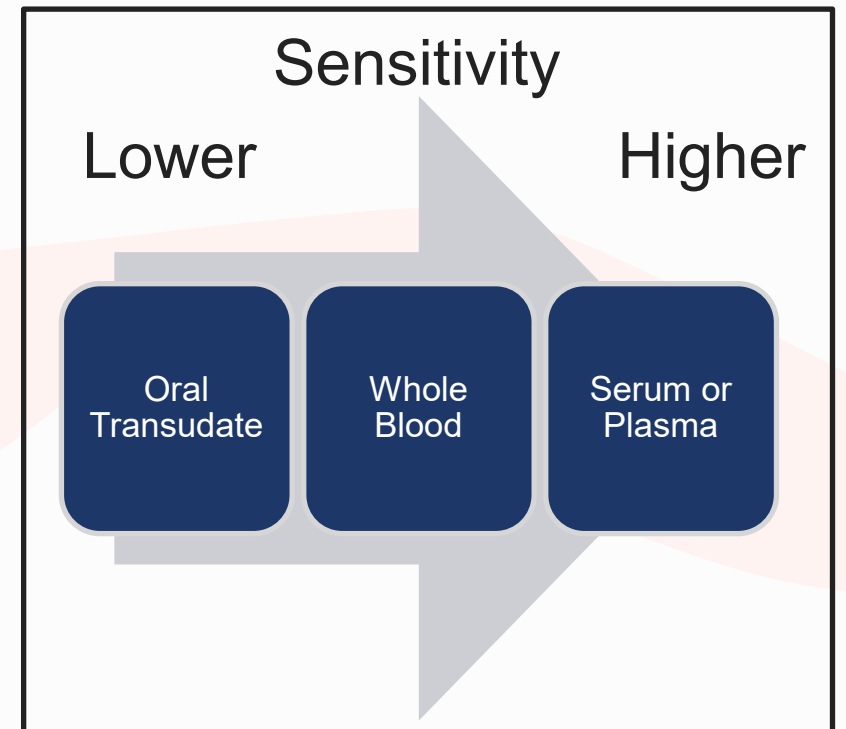 Sensitivity
Lower
Higher
Oral
Transudate
Whole
Blood
Serum or
Plasma